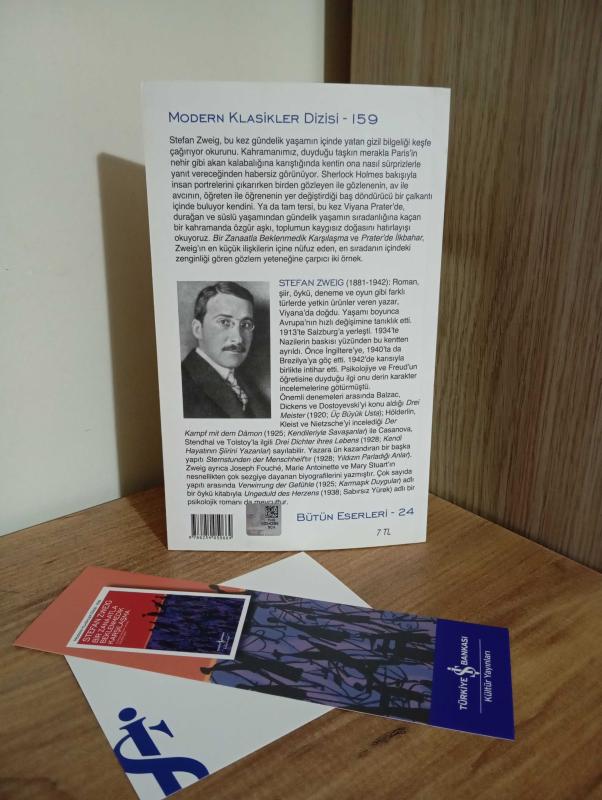 MODERN KLASİKLER DİZİSİ - 159
Stefan Zweig, bu kez gündelik yaşamın içinde yatan gizil bilgeliği keşfe
çağırıyor okurunu. Kahramanımız, duyduğu taşkın merakla Paris'in
nehir gibi akan kalabalığına karıştığında kentin ona nasıl sürprizlerle
yanıt vereceğinden habersiz görünüyor. Sherlock Holmes bakışıyla
insan portrelerini çıkarırken birden gözleyen ile gözlenenin, av ile
avcının, öğreten ile öğrenenin yer değiştirdiği baş döndürücü bir çalkantı
içinde buluyor kendini. Ya da tam tersi, bu kez Viyana Prater'de,
durağan ve süslü yaşamından gündelik yaşamın sıradanlığına kaçan
bir kahramanda özgür aşkı, toplumun kaygısız doğasını hatırlayışı
okuyoruz. Bir Zanaatla Beklenmedik Karşılaşma ve Prater'de İlkbahar,
Zweig'ın en küçük ilişkilerin içine nüfuz eden, en sıradanın içindeki
zenginliği gören gözlem yeteneğine çarpıcı iki örnek.
STEFAN ZWEIG (1881-1942): Roman,
şiir, öykü, deneme ve oyun gibi farklı
türlerde yetkin ürünler veren yazar,
Viyana'da doğdu. Yaşamı boyunca
Avrupa'nın hızlı değişimine tanıklık etti.
1913'te Salzburg'a yerleşti. 1934'te
Nazilerin baskısı yüzünden bu kentten
ayrıldı. Önce İngiltere'ye, 1940'ta da
Brezilya'ya göç etti. 1942'de karısıyla
birlikte intihar etti. Psikolojiye ve Freud'un
öğretisine duyduğu ilgi onu derin karakter
incelemelerine götürmüştü.
Önemli denemeleri arasında Balzac,
Dickens ve Dostoyevski'yi konu aldığı Drei
Meister (1920; Üç Büyük Usta); Hölderlin,
Kleist ve Nietzsche'yi incelediği Der
Kampf mit dem Dämon (1925; Kendileriyle Savaşanlar) ile Casanova,
Stendhal ve Tolstoy'la ilgili Drei Dichter ihres Lebens (1928; Kendi
Hayatının Şiirini Yazanlar) sayılabilir. Yazara ün kazandıran bir başka
yapıtı Sternstunden der Menschheit'tır (1928; Yıldızın Parladığı Anlar).
Zweig ayrıca Joseph Fouché, Marie Antoinette ve Mary Stuart'ın
nesnellikten çok sezgiye dayanan biyografilerini yazmıştır. Çok sayıda
yapıtı arasında Verwirrung der Gefühle (1925; Karmaşık Duygular) adlı
bir öykü kitabıyla Ungeduld des Herzens (1938; Sabırsız Yürek) adlı bir
psikolojik romanı da mevcuttur.
BÜTÜN ESERLERİ - 24
7 TL
STEFAN ZWEIG
BİR ZANAATLA
BEKLENMEDİK
KARŞILAŞMA
TÜRKİYE İŞ BANKASI
Kültür Yayınları